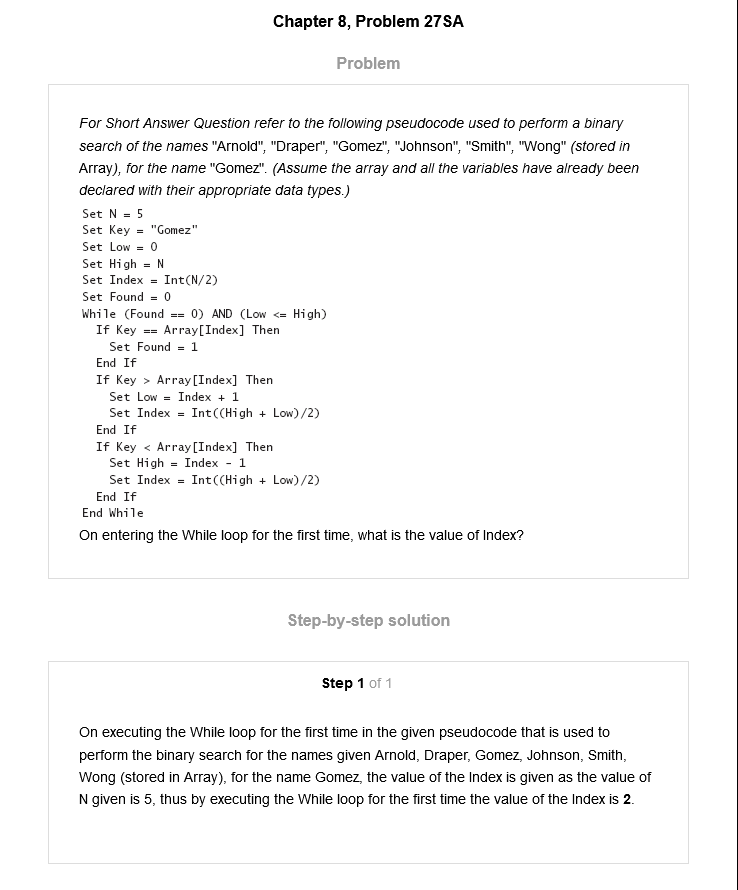 Chapter 8, Problem 27SA
Problem
For Short Answer Question refer to the following pseudocode used to perform a binary
search of the names "Arnold", "Draper", "Gomez", "Johnson", "Smith", "Wong" (stored in
Array), for the name "Gomez". (Assume the array and all the variables have already been
declared with their appropriate data types.)
Set N = 5
Set Key = "Gomez"
Set Low = 0
Set High = N
Set Index = Int(N/2)
Set Found = 0
While (Found == 0) AND (Low <= High)
If Key == Array[Index] Then
Set Found = 1
End If
If Key > Array[Index] Then
Set Low = Index + 1
Set Index = Int((High + Low)/2)
End If
If Key < Array[Index] Then
Set High = Index - 1
Set Index = Int((High + Low)/2)
End If
End While
On entering the While loop for the first time, what is the value of Index?
Step-by-step solution
Step 1 of 1
On executing the While loop for the first time in the given pseudocode that is used to
perform the binary search for the names given Arnold, Draper, Gomez, Johnson, Smith,
Wong (stored in Array), for the name Gomez, the value of the Index is given as the value of
N given is 5, thus by executing the While loop for the first time the value of the Index is 2.